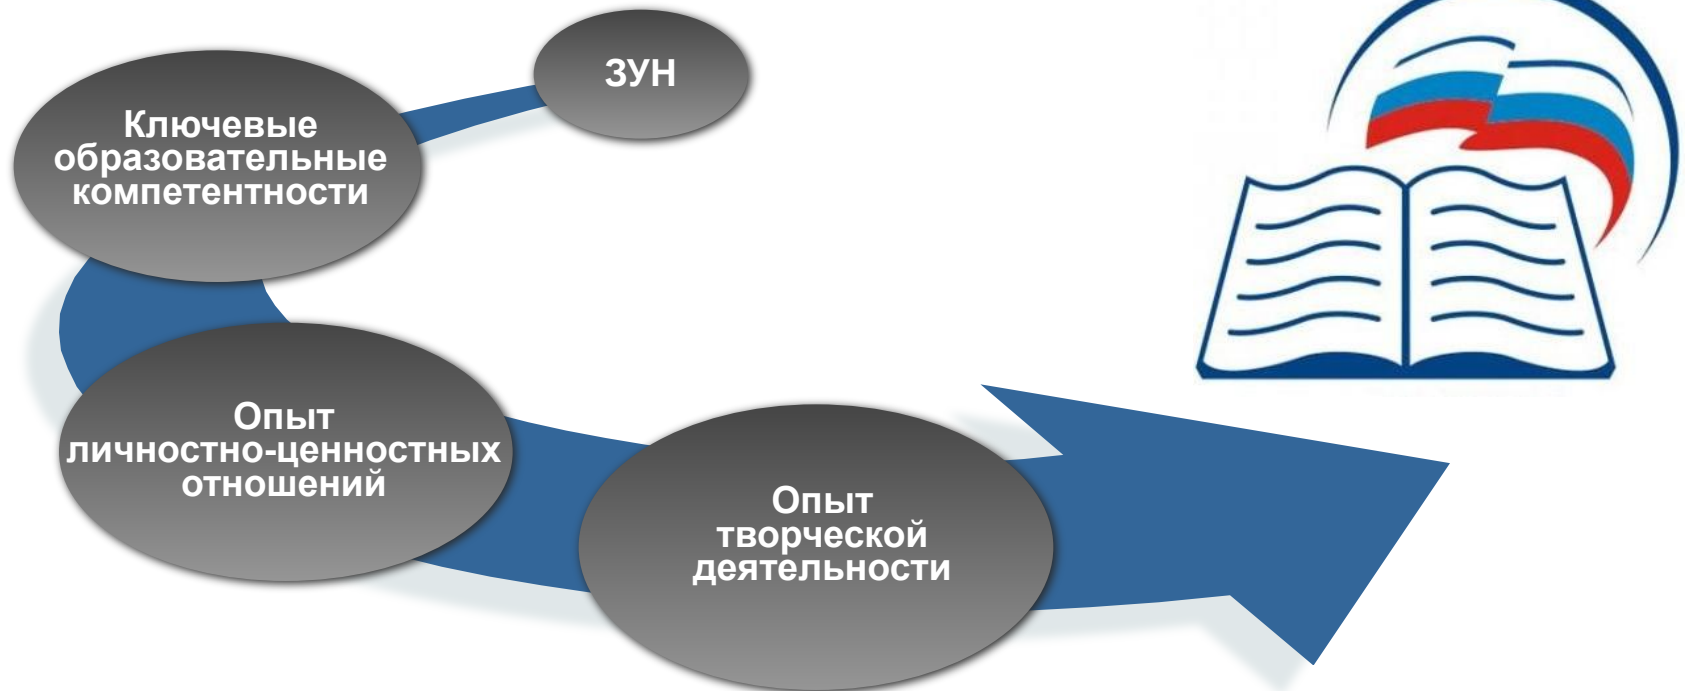 ЗУН
Ключевые
образовательные
компетентности
Опыт
личностно-ценностных
отношений
Опыт
творческой
деятельности